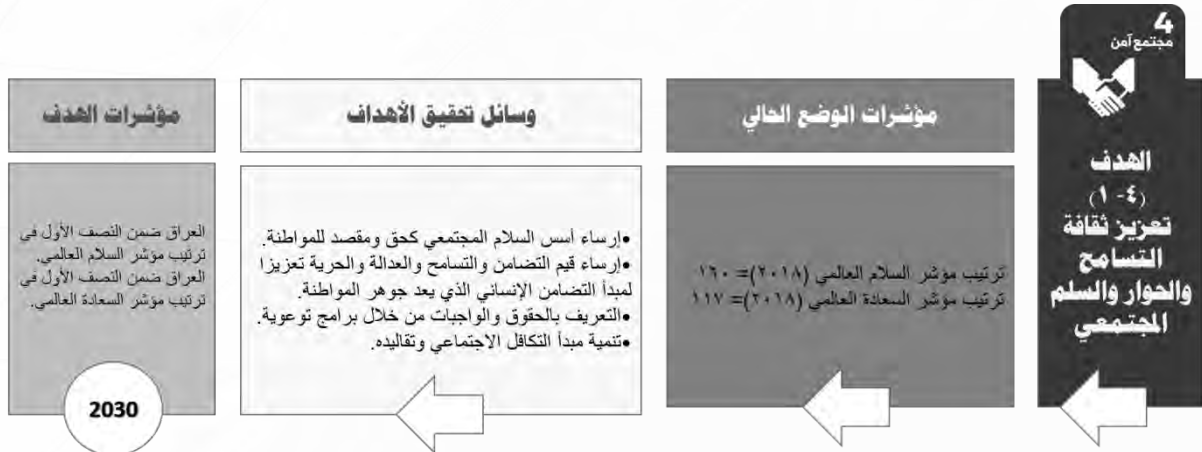 4
مجتمع آمن
الهدف
(٤- ١)
تعزيز ثقافة
التسامح
والحوار والسلم
المجتمعي
مؤشرات الوضع الحالي
ترتيب مؤشر السلام العالمي (٢٠١٨)= ١٦٠
ترتيب مؤشر السعادة العالمي (٢٠١٨)= ١١٧
وسائل تحقيق الأهداف
•إرساء أسس السلام المجتمعي كحق ومقصد للمواطنة.
•إرساء قيم التضامن والتسامح والعدالة والحرية تعزيزا
لمبدأ التضامن الإنساني الذي يعد جوهر المواطنة.
•التعريف بالحقوق والواجبات من خلال برامج توعوية.
•تنمية مبدأ التكافل الاجتماعي وتقاليده.
مؤشرات الهدف
العراق ضمن النصف الأول في
ترتيب مؤشر السلام العالمي.
العراق ضمن النصف الأول في
ترتيب مؤشر السعادة العالمي.
2030